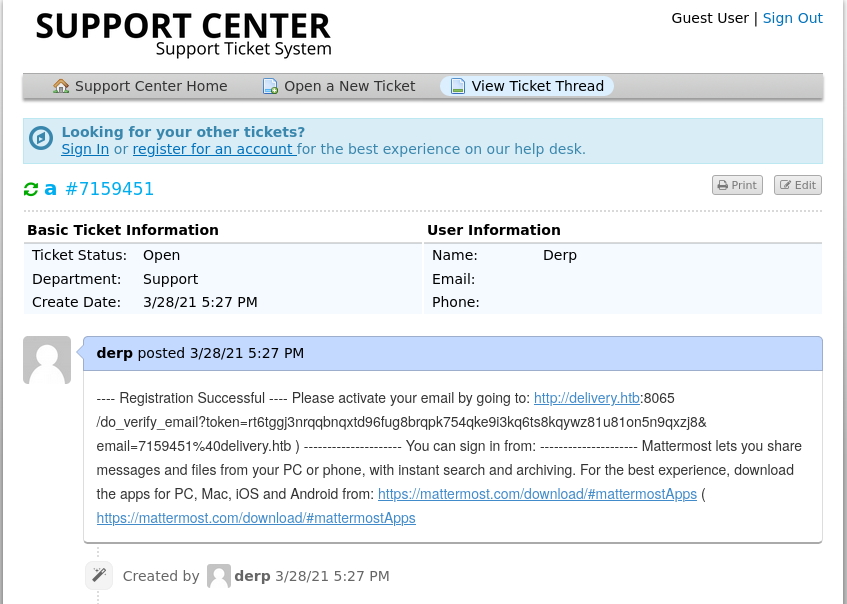 SUPPORT CENTER
Support Ticket System
Guest User | Sign Out
Support Center Home Open a New Ticket View Ticket Thread
Looking for your other tickets?
Sign In or register for an account for the best experience on our help desk.
a #7159451
Print Edit
Basic Ticket Information
Ticket Status: Open
Department: Support
Create Date: 3/28/21 5:27 PM
User Information
Name: Derp
Email:
Phone:
derp posted 3/28/21 5:27 PM
---- Registration Successful ---- Please activate your email by going to: http://delivery.htb:8065
/do_verify_email?token=rt6tggj3nrqqbnqxtd96fug8brqpk754qke9i3kq6ts8kqywz81u81on5n9qxzj8&
email=7159451%40delivery.htb ) --------------------- You can sign in from: --------------------- Mattermost lets you share
messages and files from your PC or phone, with instant search and archiving. For the best experience, download
the apps for PC, Mac, iOS and Android from: https://mattermost.com/download/#mattermostApps (
https://mattermost.com/download/#mattermostApps
Created by derp 3/28/21 5:27 PM